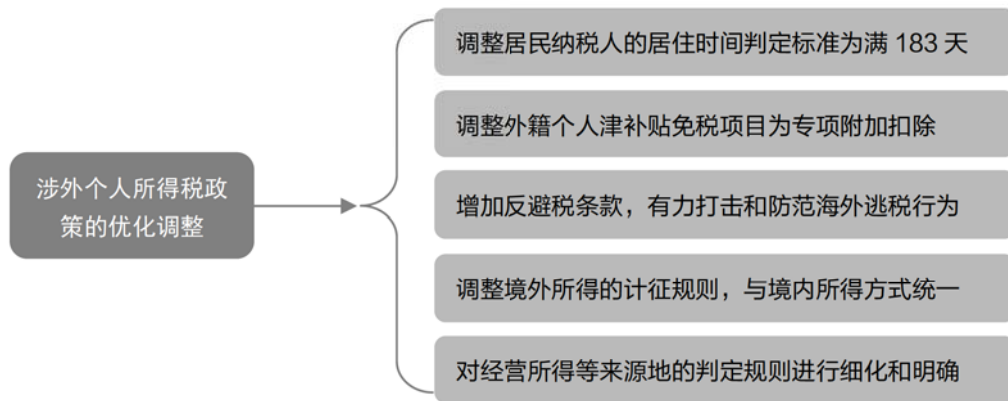 调整居民纳税人的居住时间判定标准为满 183 天
调整外籍个人津补贴免税项目为专项附加扣除
涉外个人所得税政
策的优化调整
增加反避税条款，有力打击和防范海外逃税行为
调整境外所得的计征规则，与境内所得方式统一
对经营所得等来源地的判定规则进行细化和明确